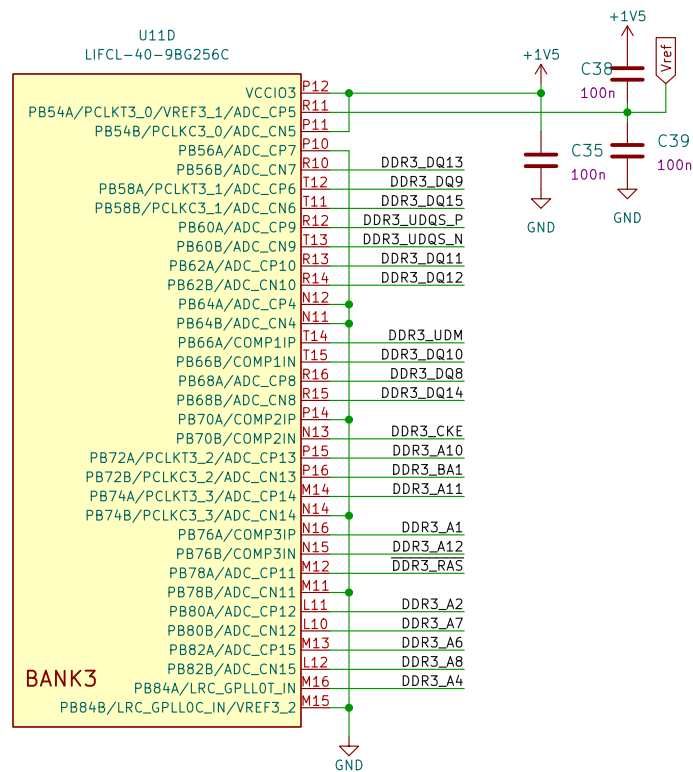 U11D
LIFCL-40-9BG256C
+1V5
+1V5
Vref
C38
100n
C35
100n
C39
100n
GND
GND
VCCIO3 P12
PB54A/PCLKT3_0/VREF3_1/ADC_CP5 R11
PB54B/PCLKC3_0/ADC_CN5 P11
PB56A/ADC_CP7 P10
PB56B/ADC_CN7 R10 DDR3_DQ13
PB58A/PCLKT3_1/ADC_CP6 T12 DDR3_DQ9
PB58B/PCLKC3_1/ADC_CN6 T11 DDR3_DQ15
PB60A/ADC_CP9 R12 DDR3_UDQS_P
PB60B/ADC_CN9 T13 DDR3_UDQS_N
PB62A/ADC_CP10 R13 DDR3_DQ11
PB62B/ADC_CN10 R14 DDR3_DQ12
PB64A/ADC_CP4 N12
PB64B/ADC_CN4 N11
PB66A/COMP1IP T14 DDR3_UDM
PB66B/COMP1IN T15 DDR3_DQ10
PB68A/ADC_CP8 R16 DDR3_DQ8
PB68B/ADC_CN8 R15 DDR3_DQ14
PB70A/COMP2IP P14
PB70B/COMP2IN N13 DDR3_CKE
PB72A/PCLKT3_2/ADC_CP13 P15 DDR3_A10
PB72B/PCLKC3_2/ADC_CN13 P16 DDR3_BA1
PB74A/PCLKT3_3/ADC_CP14 M14 DDR3_A11
PB74B/PCLKC3_3/ADC_CN14 N14
PB76A/COMP3IP N16 DDR3_A1
PB76B/COMP3IN N15 DDR3_A12
PB78A/ADC_CP11 M12 DDR3_RAS
PB78B/ADC_CN11 M11
PB80A/ADC_CP12 L11 DDR3_A2
PB80B/ADC_CN12 L10 DDR3_A7
PB82A/ADC_CP15 M13 DDR3_A6
PB82B/ADC_CN15 L12 DDR3_A8
PB84A/LRC_GPLL0T_IN M16 DDR3_A4
PB84B/LRC_GPLL0C_IN/VREF3_2 M15
BANK3
GND